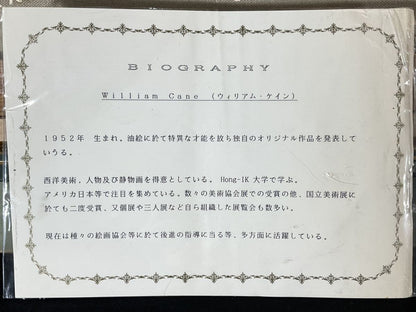 BIOGRAPHY
William Cane (ウィリアム・ケイン)
1952年 生まれ。油絵に於て特異な才能を放ち独自のオリジナル作品を発表して
いうる。
西洋美術、人物及び静物画を得意としている。 Hong-IK 大学で学ぶ。
アメリカ日本等で注目を集めている。数々の美術協会展での受賞の他、国立美術展に
於ても二度受賞、又個展や三人展など自ら組織した展覧会も数多い。
現在は種々の絵画協会等に於て後進の指導に当る等、多方面に活躍している。